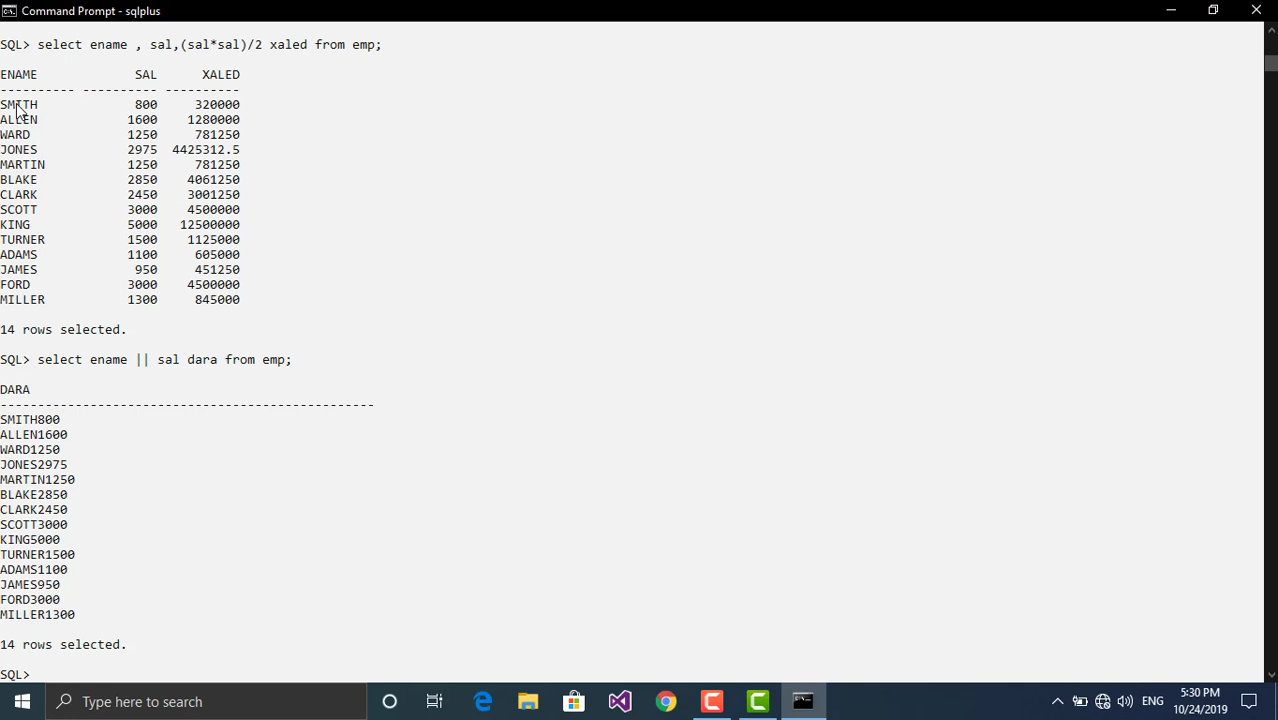 Command Prompt - sqlplus
SQL> select ename , sal,(sal*sal)/2 xaled from emp;
ENAME             SAL      XALED
---------- ---------- ----------
SMITH             800     320000
ALLEN            1600    1280000
WARD             1250     781250
JONES            2975  4425312.5
MARTIN           1250     781250
BLAKE            2850    4061250
CLARK            2450    3001250
SCOTT            3000    4500000
KING             5000   12500000
TURNER           1500    1125000
ADAMS            1100     605000
JAMES             950     451250
FORD             3000    4500000
MILLER           1300     845000
14 rows selected.
SQL> select ename || sal dara from emp;
DARA
--------------------------------------------------
SMITH800
ALLEN1600
WARD1250
JONES2975
MARTIN1250
BLAKE2850
CLARK2450
SCOTT3000
KING5000
TURNER1500
ADAMS1100
JAMES950
FORD3000
MILLER1300
14 rows selected.
SQL>
Type here to search
ENG
5:30 PM
10/24/2019